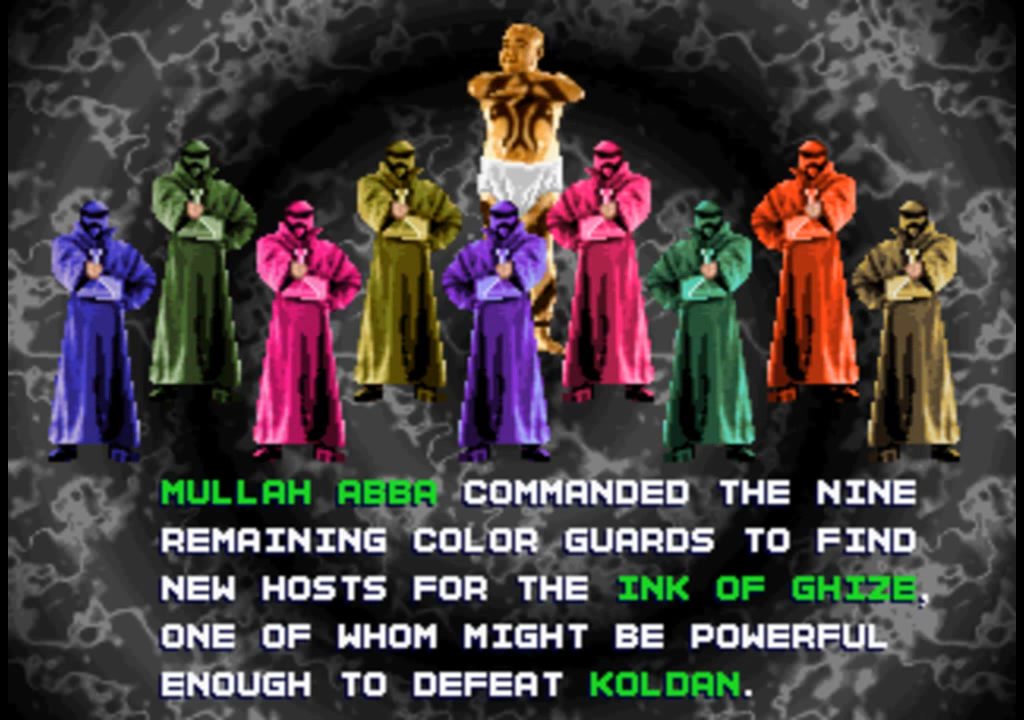 MULLAH ABBA COMMANDED THE NINE
REMAINING COLOR GUARDS TO FIND
NEW HOSTS FOR THE INK OF GHIZE,
ONE OF WHOM MIGHT BE POWERFUL
ENOUGH TO DEFEAT KOLDAN.